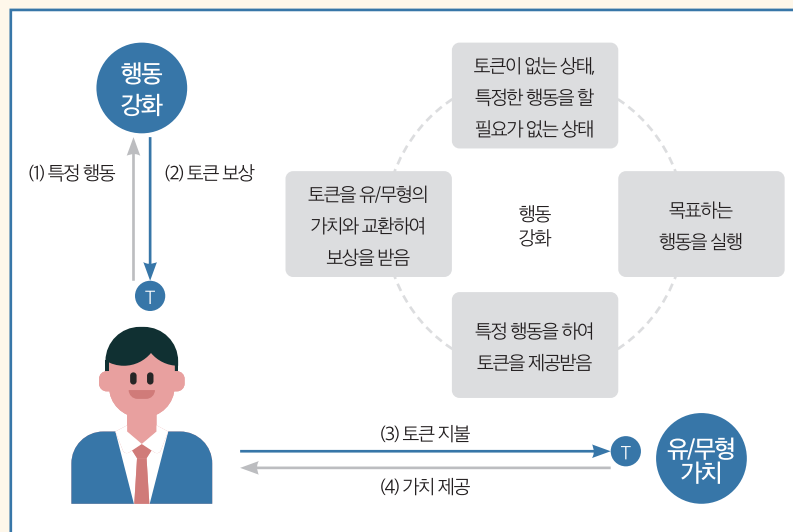 행동
강화
(1) 특정 행동
(2) 토큰 보상
T
토큰이 없는 상태,
특정한 행동을 할
필요가 없는 상태
토큰을 유/무형의
가치와 교환하여
보상을 받음
행동
강화
목표하는
행동을 실행
특정 행동을 하여
토큰을 제공받음
(3) 토큰 지불
T
유/무형
가치
(4) 가치 제공